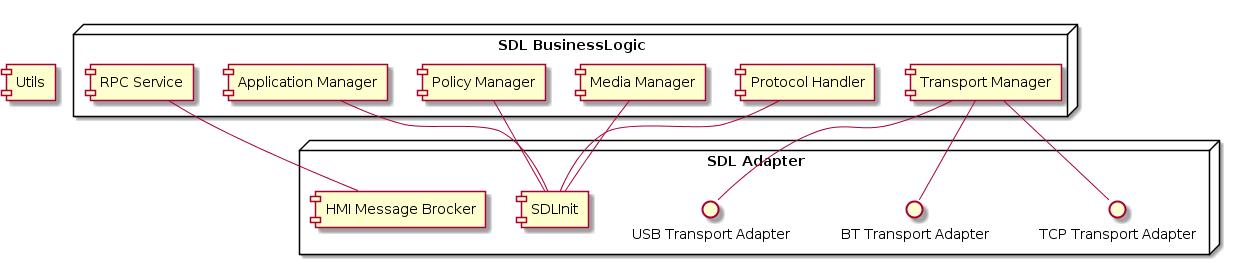 SDL BusinessLogic
Utils
RPC Service
Application Manager
Policy Manager
Media Manager
Protocol Handler
Transport Manager
SDL Adapter
HMI Message Brocker
SDLInit
USB Transport Adapter
BT Transport Adapter
TCP Transport Adapter